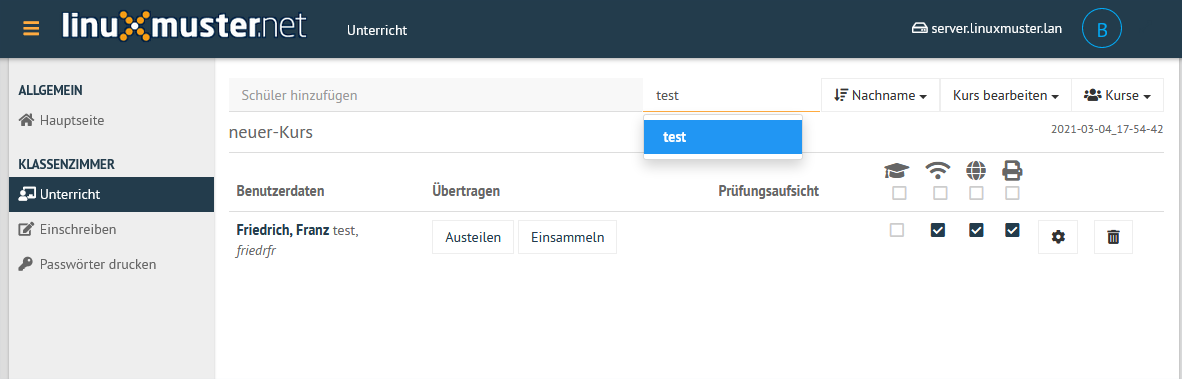 linuxmuster.net
Unterricht
server.linuxmuster.lan
B
ALLGEMEIN
Hauptseite
KLASSENZIMMER
Unterricht
Einschreiben
Passwörter drucken
Schüler hinzufügen
test
Nachname
Kurs bearbeiten
Kurse
test
neuer-Kurs
2021-03-04_17-54-42
Benutzerdaten
Übertragen
Prüfungsaufsicht
Friedrich, Franz test,
friedrfr
Austeilen
Einsammeln